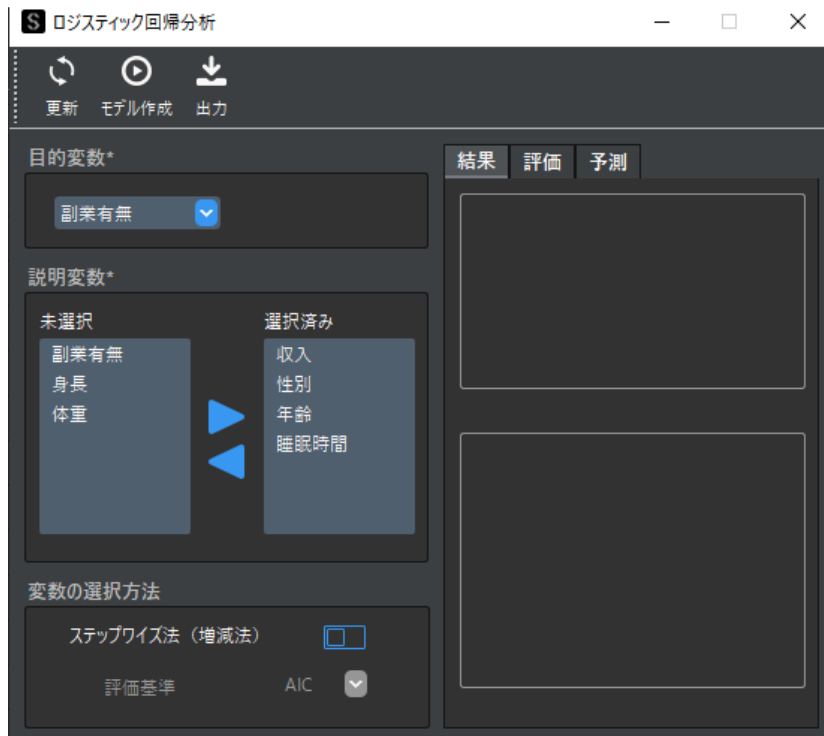 S ロジスティック回帰分析
更新 モデル作成 出力
目的変数*
副業有無
説明変数*
未選択
副業有無
身長
体重
選択済み
収入
性別
年齢
睡眠時間
変数の選択方法
ステップワイズ法（増減法）
評価基準 AIC
結果 評価 予測